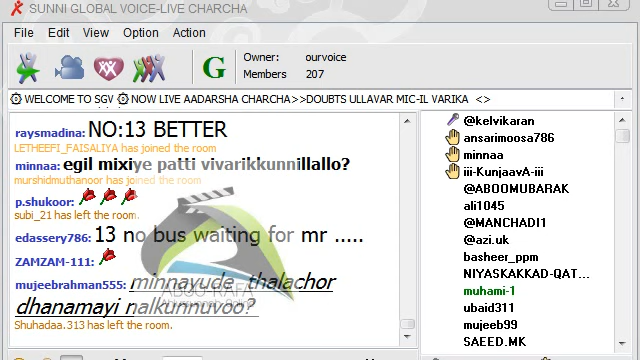 SUNNI GLOBAL VOICE-LIVE CHARCHA
File Edit View Option Action
G
Owner: ourvoice
Members 207
WELCOME TO SGV NOW LIVE AADARSHA CHARCHA>>DOUBTS ULLAVAR MIC-IL VARIKA <>
raysmadina: NO:13 BETTER
LETHEEFI_FAISALIYA has joined the room
minnaa: egil mixiye patti vivarikkunnillallo?
murshidmuthanoor has joined the room
p.shukoor:
subi_21 has left the room.
edassery786: 13 no bus waiting for mr .....
ZAMZAM-111:
mujeebrahman555: minnayude thalachor
dhanamayi nalkunnuvoo?
Shuhadaa.313 has left the room.
ABOO-RAFA
@kelvikaran
ansarimoosa786
minnaa
iii-KunjaavA-iii
@ABOOMUBARAK
ali1045
@MANCHADI1
@azi.uk
basheer_ppm
NIYASKAKKAD-QAT...
muhami-1
ubaid311
mujeeb99
SAEED.MK